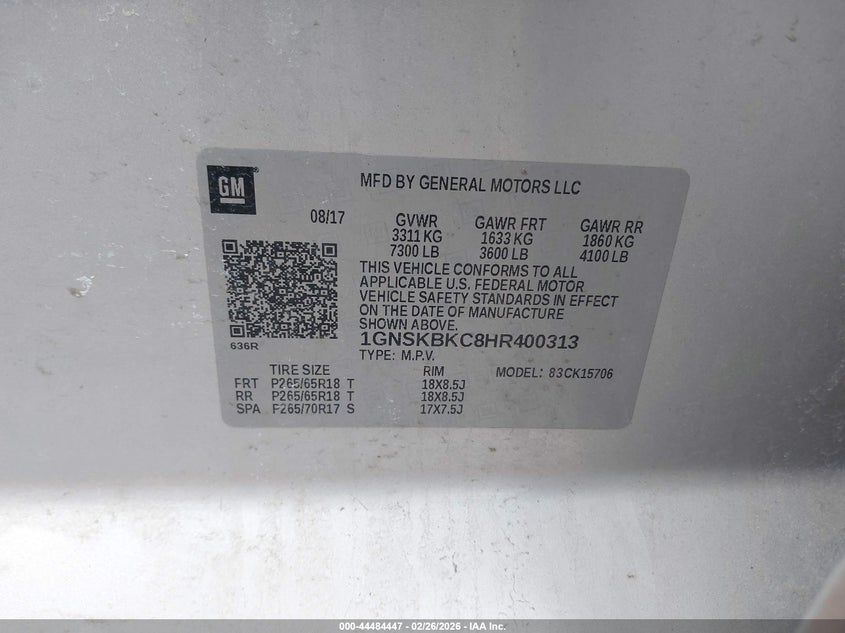 GM
MFD BY GENERAL MOTORS LLC
08/17
GVWR GAWR FRT GAWR RR
3311 KG 1633 KG 1860 KG
7300 LB 3600 LB 4100 LB
THIS VEHICLE CONFORMS TO ALL
APPLICABLE U.S. FEDERAL MOTOR
VEHICLE SAFETY STANDARDS IN EFFECT
ON THE DATE OF MANUFACTURE
SHOWN ABOVE.
636R
1GNSKBKC8HR400313
TYPE: M.P.V.
TIRE SIZE RIM MODEL: 83CK15706
FRT P265/65R18 T 18X8.5J
RR P265/65R18 T 18X8.5J
SPA P265/70R17 S 17X7.5J
000-44484447 - 02/26/2026 - IAA Inc.